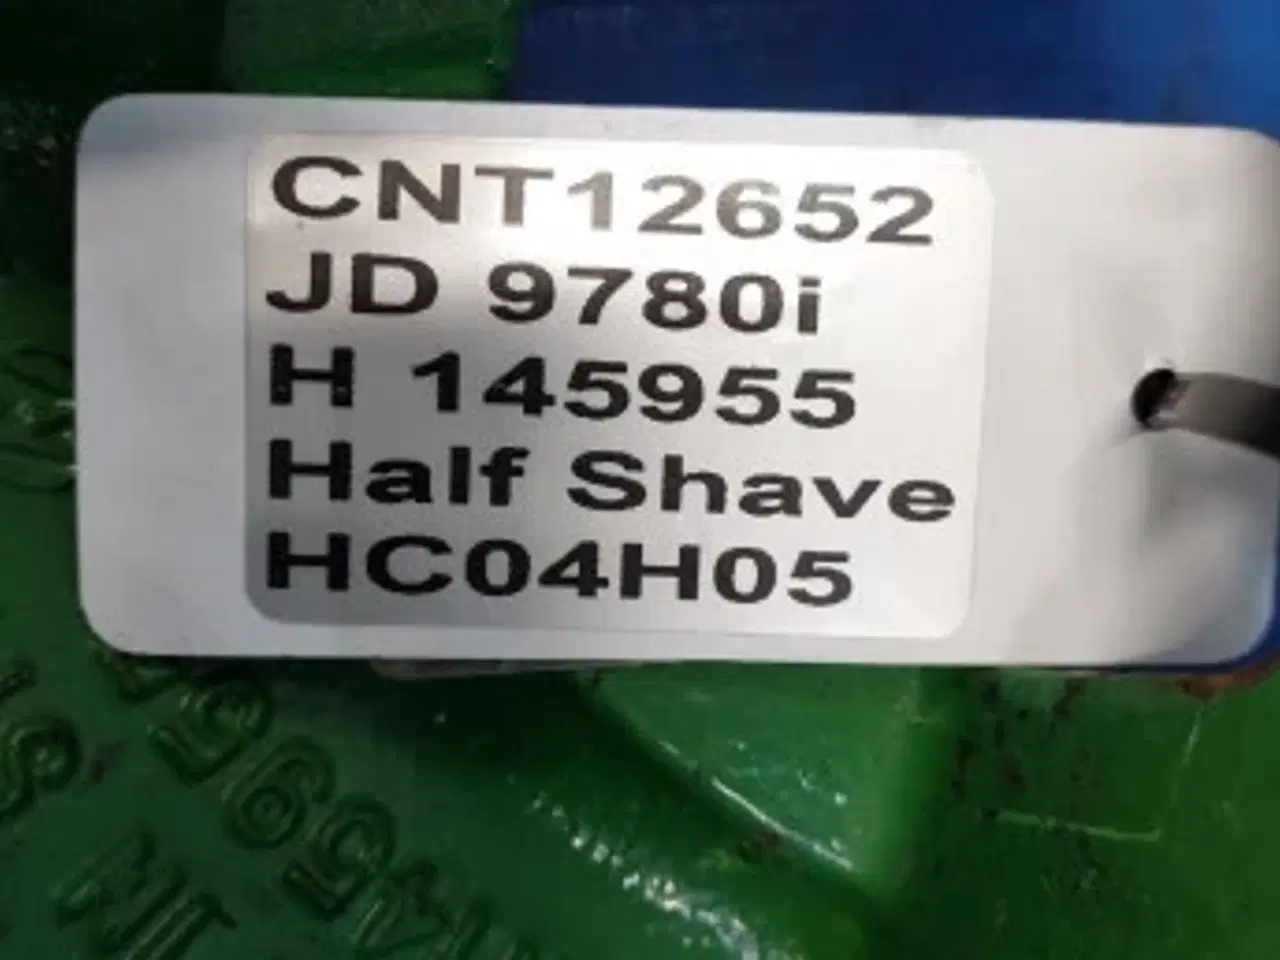 CNT12652
JD 9780i
H 145955
Half Shave
HC04H05